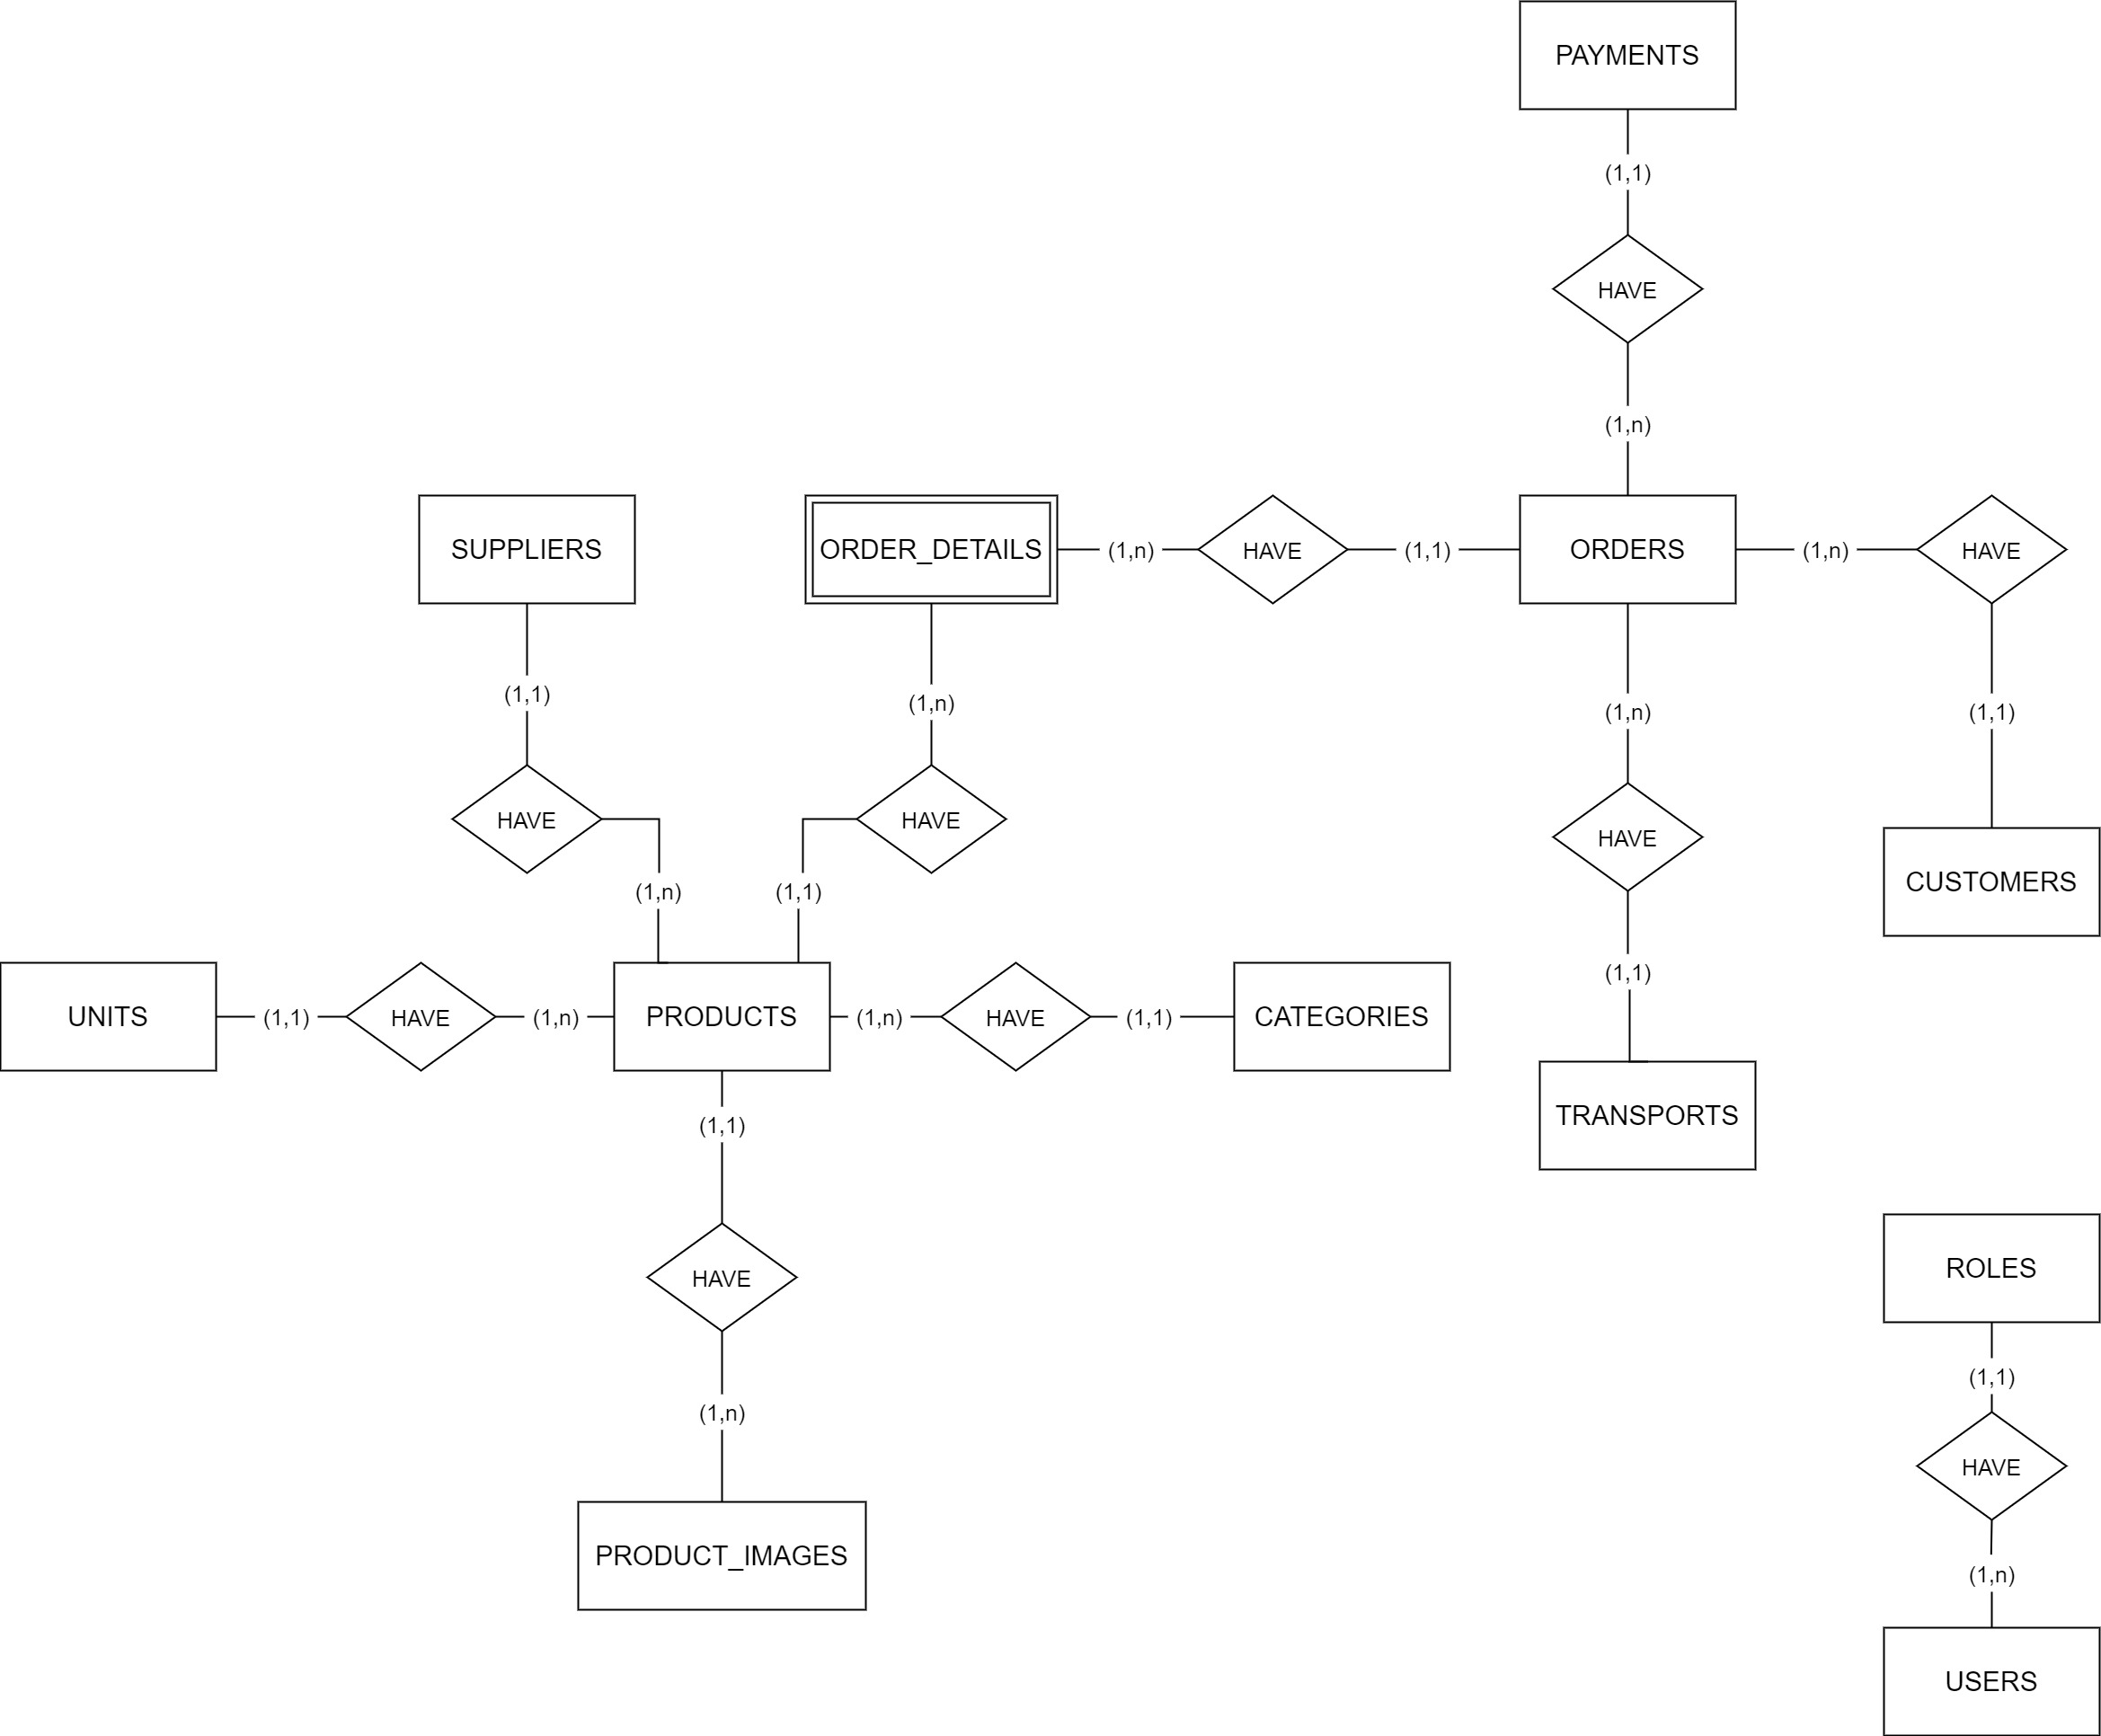 PAYMENTS
(1,1)
HAVE
(1,n)
SUPPLIERS
ORDER_DETAILS
(1,n)
HAVE
(1,1)
ORDERS
(1,n)
HAVE
(1,1)
(1,n)
(1,n)
(1,1)
HAVE
HAVE
HAVE
(1,n)
(1,1)
CUSTOMERS
(1,1)
UNITS
(1,1)
HAVE
(1,n)
PRODUCTS
(1,n)
HAVE
(1,1)
CATEGORIES
TRANSPORTS
(1,1)
HAVE
ROLES
(1,1)
(1,n)
HAVE
PRODUCT_IMAGES
(1,n)
USERS